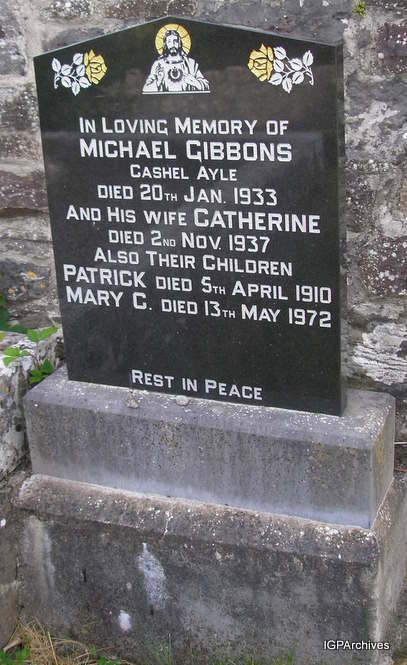 In Loving Memory of
Michael Gibbons
Cashel Ayle
died 20th Jan. 1933
And His wife Catherine
died 2nd Nov. 1937
Also Their Children
Patrick died 5th April 1910
Mary C. died 13th May 1972
Rest in Peace
IGPArchives